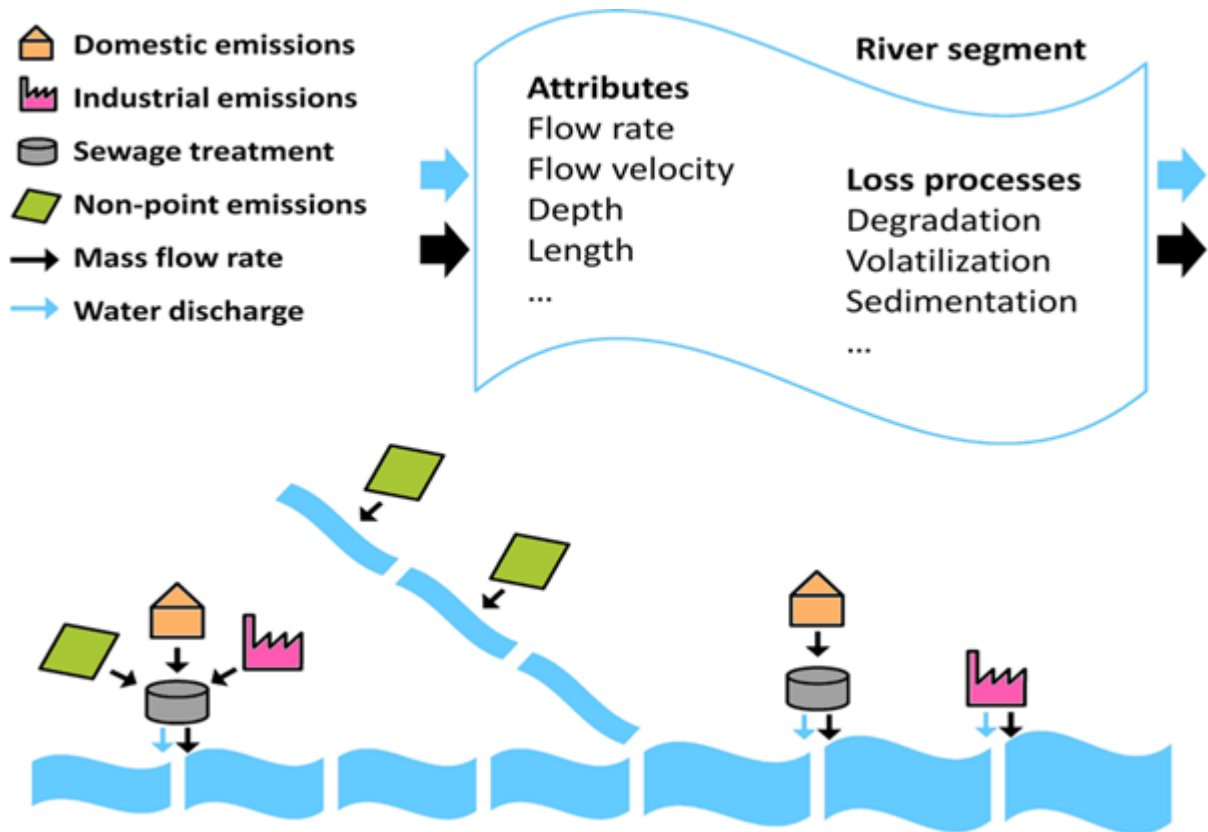 Domestic emissions
Industrial emissions
Sewage treatment
Non-point emissions
Mass flow rate
Water discharge
River segment
Attributes
Flow rate
Flow velocity
Depth
Length
...
Loss processes
Degradation
Volatilization
Sedimentation
...